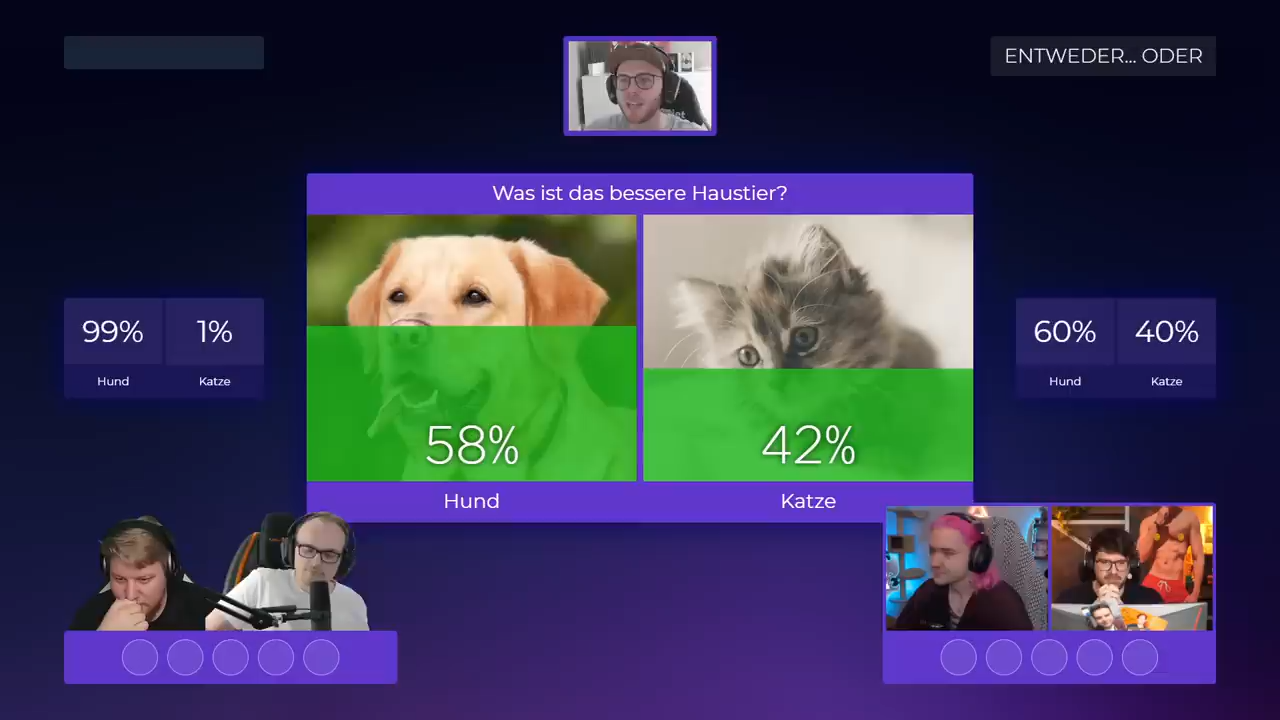 ENTWEDER... ODER
Was ist das bessere Haustier?
99%
1%
Hund
Katze
58%
42%
Hund
Katze
60%
40%
Hund
Katze